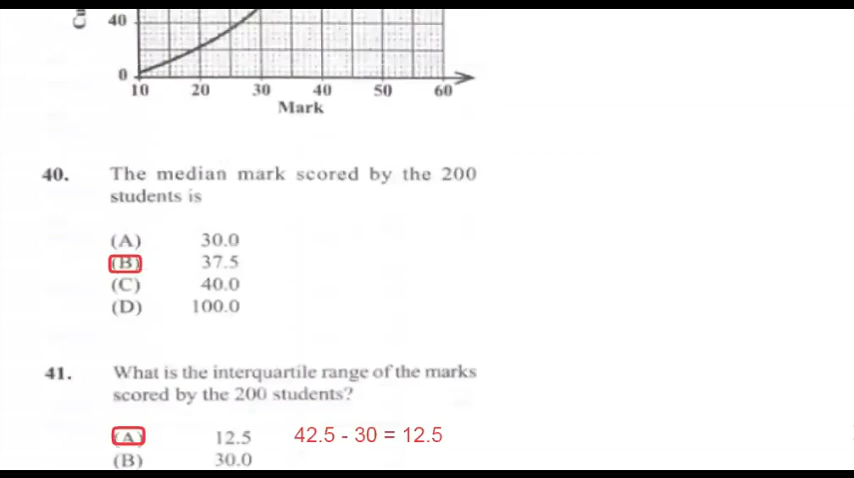 40
0
10 20 30 40 50 60
Mark
40. The median mark scored by the 200
students is
(A) 30.0
(B) 37.5
(C) 40.0
(D) 100.0
41. What is the interquartile range of the marks
scored by the 200 students?
(A) 12.5 42.5 - 30 = 12.5
(B) 30.0